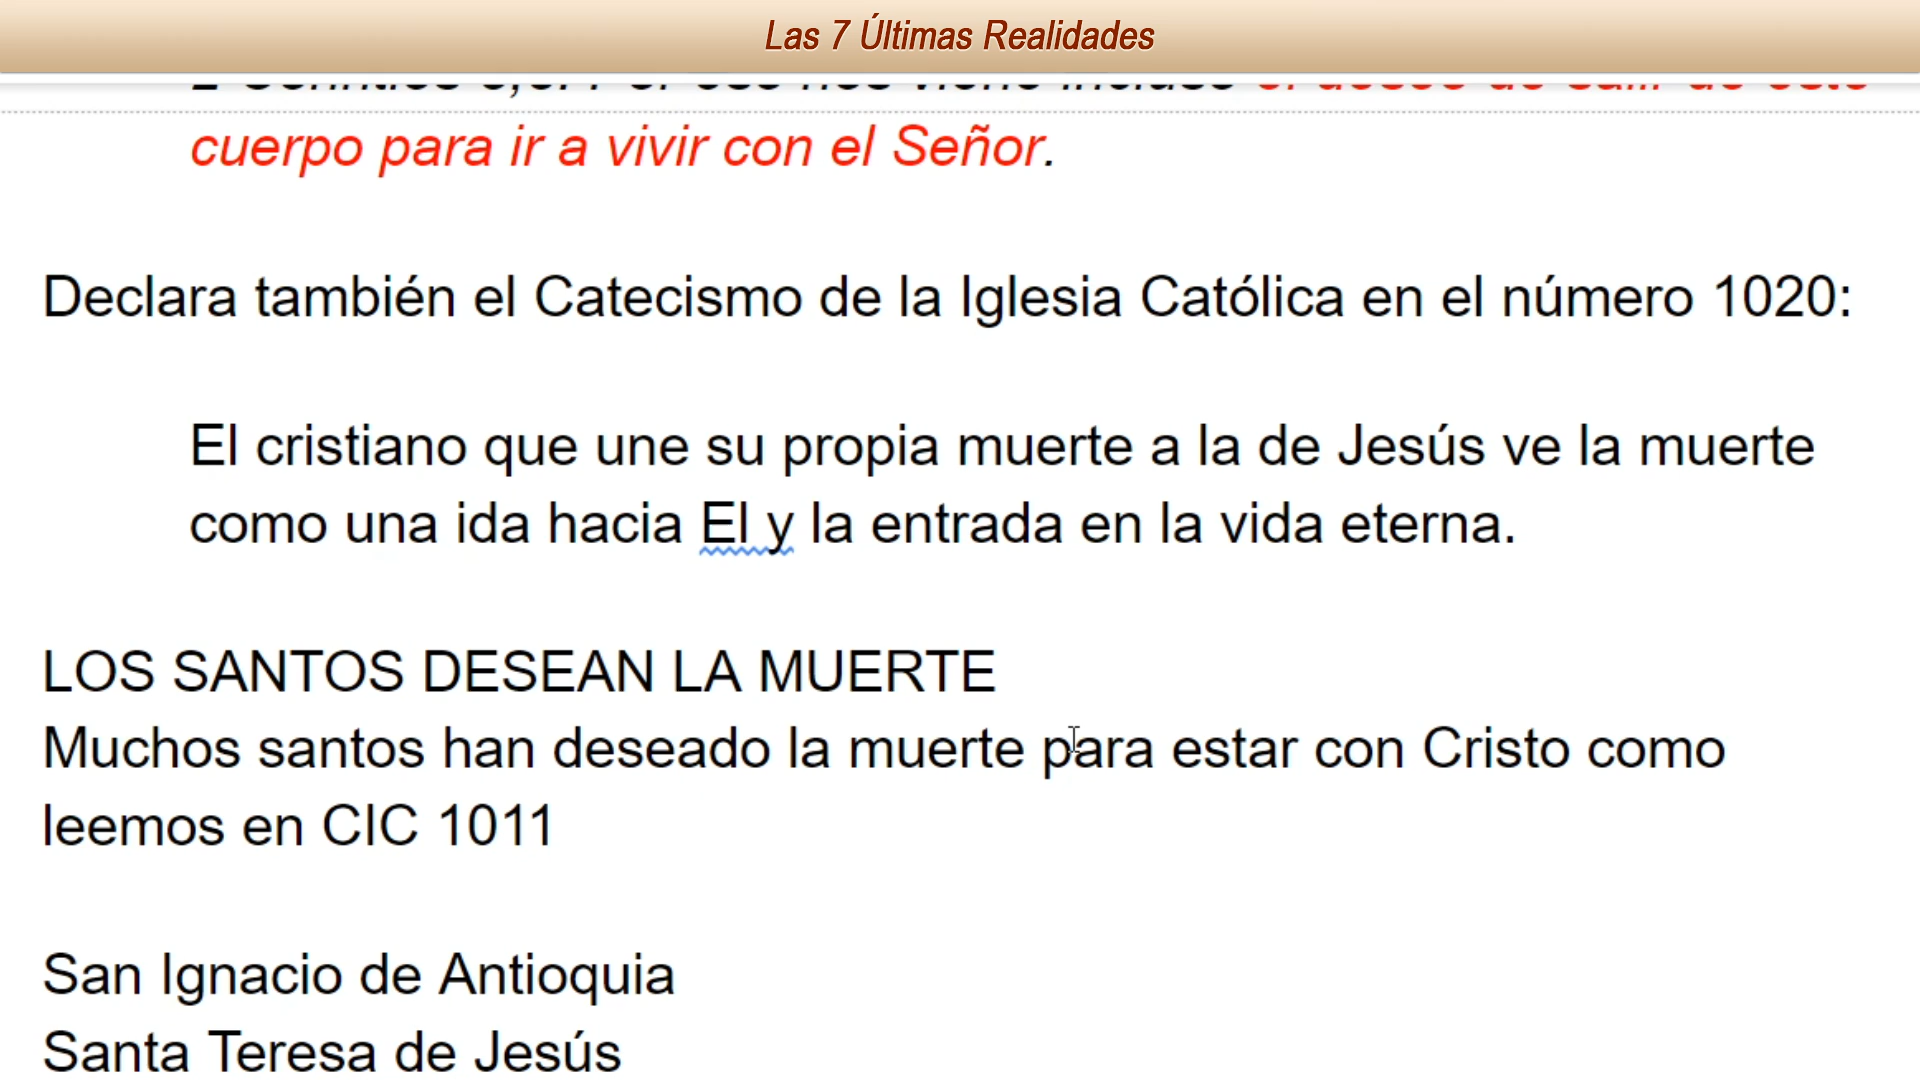 Las 7 Últimas Realidades
cuerpo para ir a vivir con el Señor.
Declara también el Catecismo de la Iglesia Católica en el número 1020:
El cristiano que une su propia muerte a la de Jesús ve la muerte
como una ida hacia El y la entrada en la vida eterna.
LOS SANTOS DESEAN LA MUERTE
Muchos santos han deseado la muerte para estar con Cristo como
leemos en CIC 1011
San Ignacio de Antioquia
Santa Teresa de Jesús